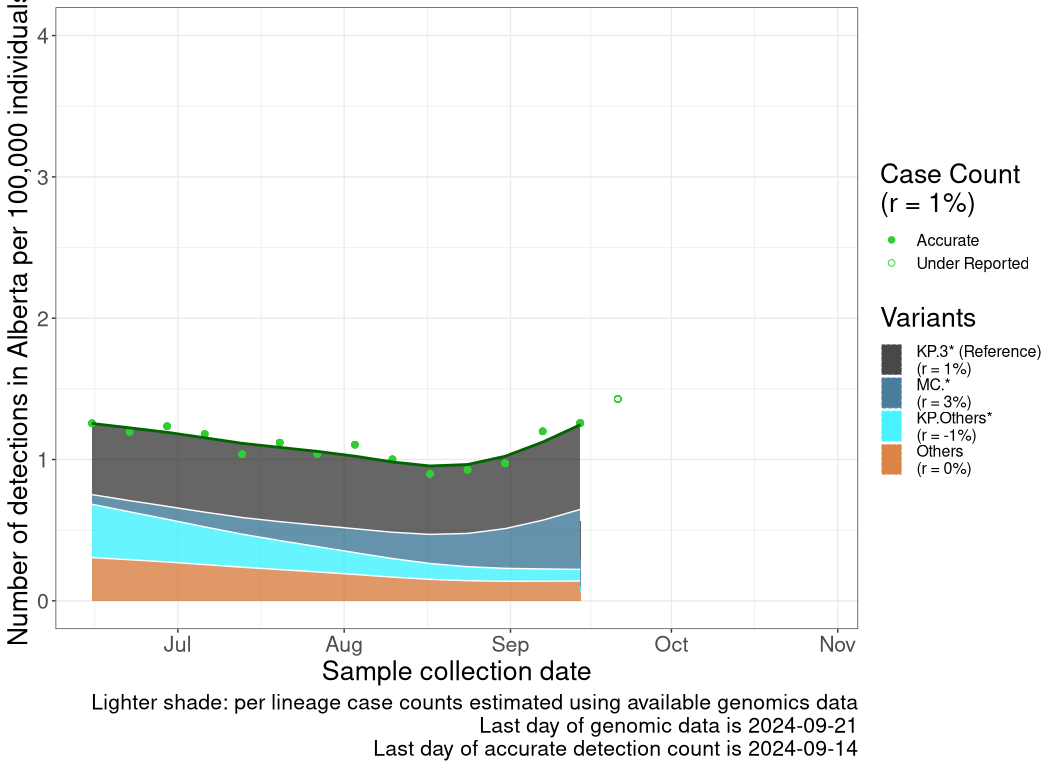 Number of detections in Alberta per 100,000 individuals
4
3
2
1
0
Jul
Aug
Sep
Oct
Nov
Sample collection date
Lighter shade: per lineage case counts estimated using available genomics data
Last day of genomic data is 2024-09-21
Last day of accurate detection count is 2024-09-14
Case Count
(r = 1%)
Accurate
Under Reported
Variants
KP.3* (Reference)
(r = 1%)
MC.*
(r = 3%)
KP.Others*
(r = -1%)
Others
(r = 0%)